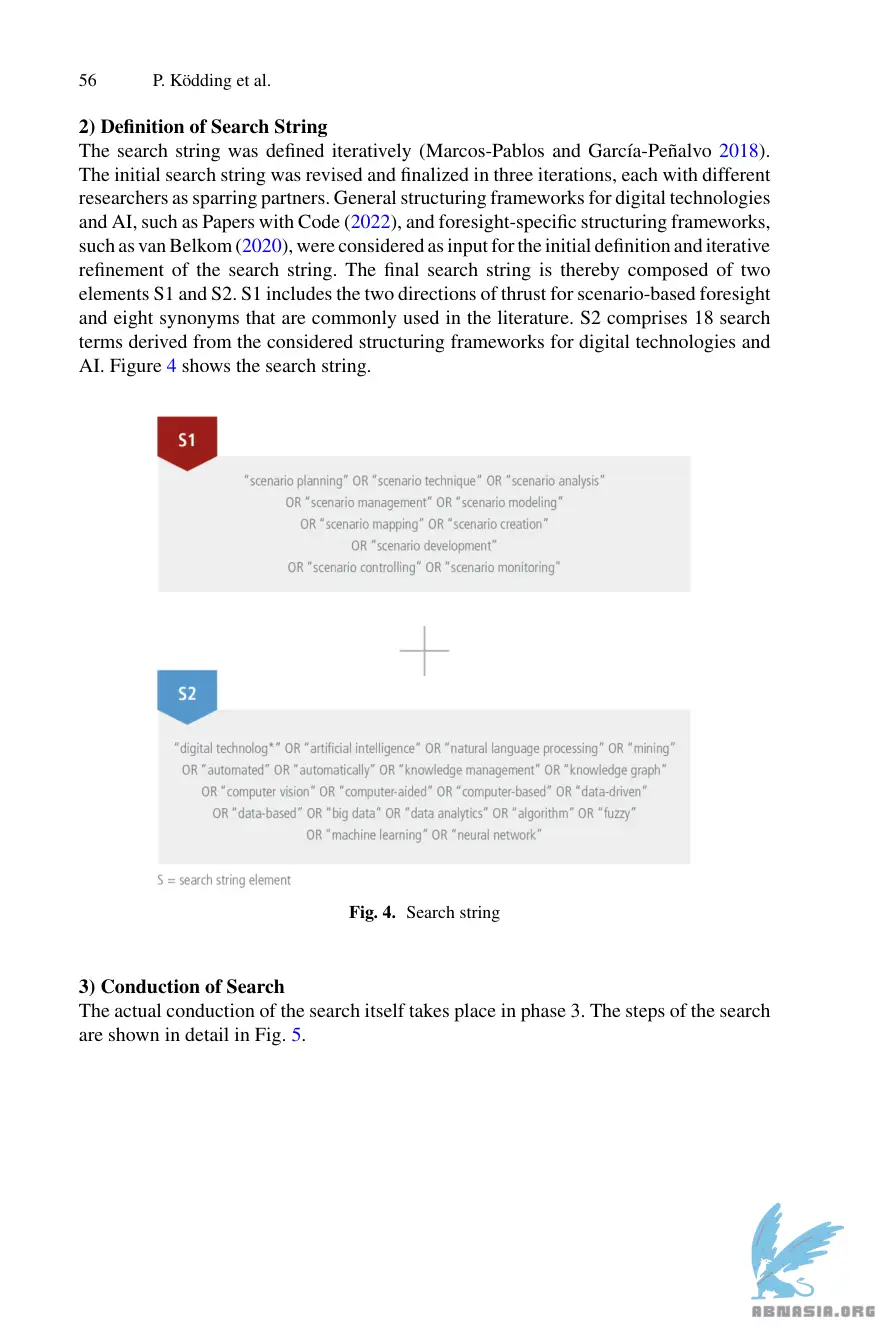 56 P. Ködding et al.
2) Definition of Search String
The search string was defined iteratively (Marcos-Pablos and García-Peñalvo 2018).
The initial search string was revised and finalized in three iterations, each with different
researchers as sparring partners. General structuring frameworks for digital technologies
and AI, such as Papers with Code (2022), and foresight-specific structuring frameworks,
such as van Belkom (2020), were considered as input for the initial definition and iterative
refinement of the search string. The final search string is thereby composed of two
elements S1 and S2. S1 includes the two directions of thrust for scenario-based foresight
and eight synonyms that are commonly used in the literature. S2 comprises 18 search
terms derived from the considered structuring frameworks for digital technologies and
AI. Figure 4 shows the search string.
S1
“scenario planning” OR “scenario technique” OR “scenario analysis”
OR “scenario management” OR “scenario modeling”
OR “scenario mapping” OR “scenario creation”
OR “scenario development”
OR “scenario controlling” OR “scenario monitoring”
S2
“digital technolog*” OR “artificial intelligence” OR “natural language processing” OR “mining”
OR “automated” OR “automatically” OR “knowledge management” OR “knowledge graph”
OR “computer vision” OR “computer-aided” OR “computer-based” OR “data-driven”
OR “data-based” OR “big data” OR “data analytics” OR “algorithm” OR “fuzzy”
OR “machine learning” OR “neural network”
S = search string element
Fig. 4. Search string
3) Conduction of Search
The actual conduction of the search itself takes place in phase 3. The steps of the search
are shown in detail in Fig. 5.
ABNASIA.ORG